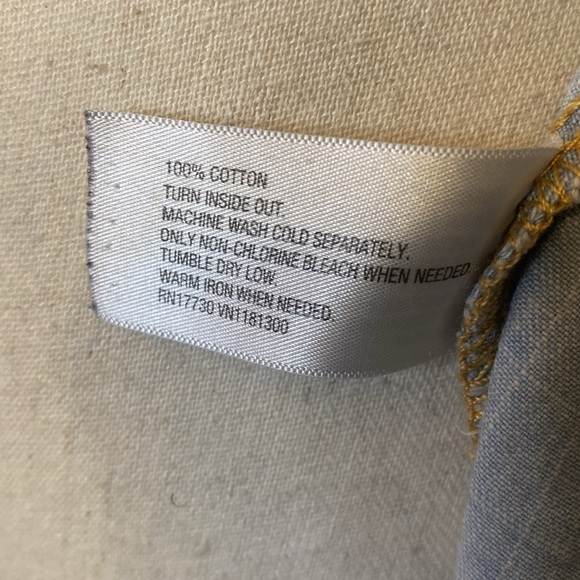 100% COTTON
TURN INSIDE OUT.
MACHINE WASH COLD SEPARATELY.
ONLY NON-CHLORINE BLEACH WHEN NEEDED.
TUMBLE DRY LOW.
WARM IRON WHEN NEEDED.
RN17730 VN1181300